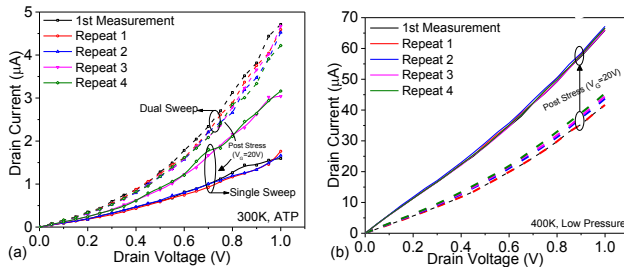 5
4
3
2
1
0
Drain Current (µA)
1st Measurement
Repeat 1
Repeat 2
Repeat 3
Repeat 4
Dual Sweep
Post Stress
(V_G=20V)
Single Sweep
300K, ATP
0.0 0.2 0.4 0.6 0.8 1.0
(a) Drain Voltage (V)
70
60
50
40
30
20
10
0
Drain Current (µA)
1st Measurement
Repeat 1
Repeat 2
Repeat 3
Repeat 4
Post Stress (V_G=20V)
400K, Low Pressure
0.0 0.2 0.4 0.6 0.8 1.0
(b) Drain Voltage (V)